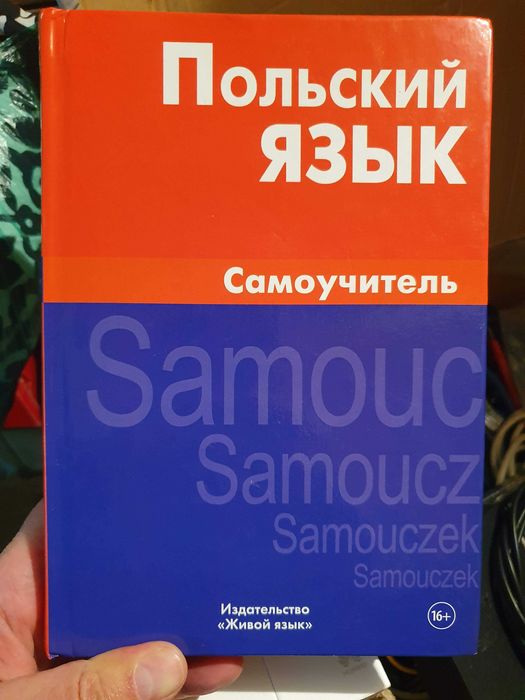 Польский
язык
Самоучитель
Samouc
Samoucz
Samouczek
Samouczek
Издательство
«Живой язык»
16+